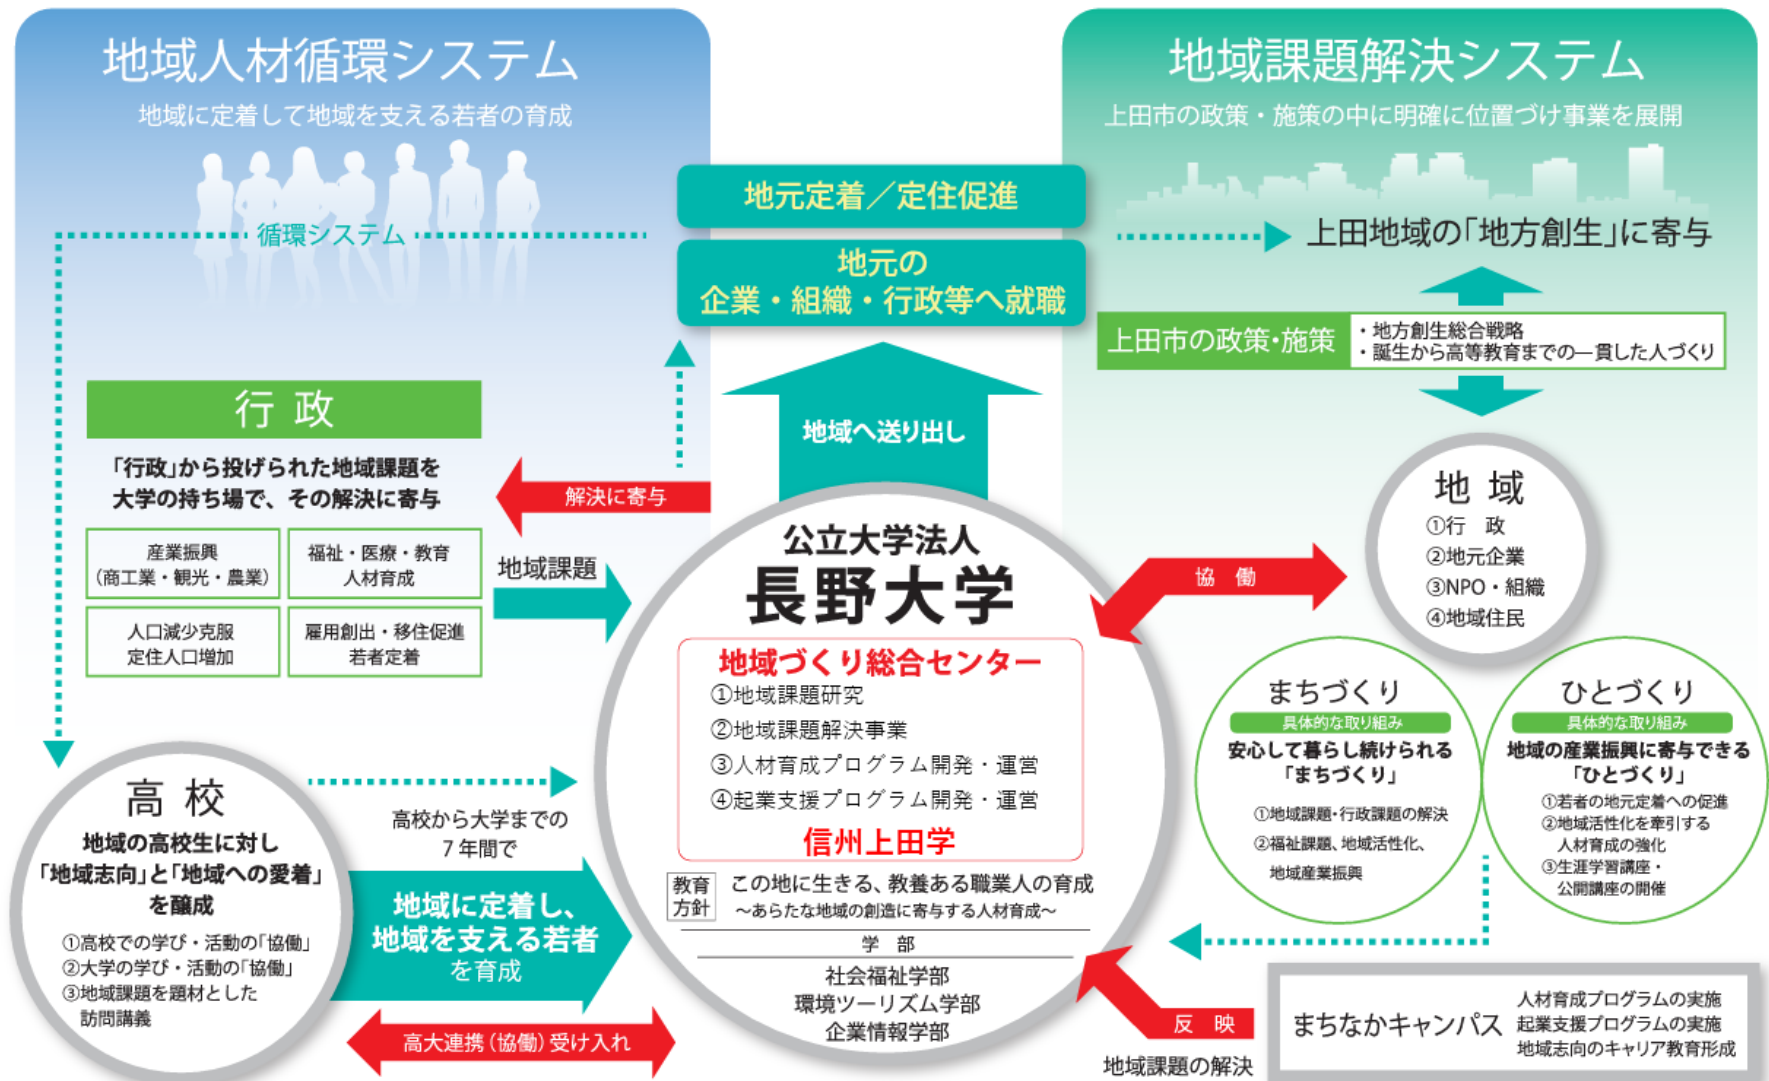 地域人材循環システム
地域に定着して地域を支える若者の育成
循環システム
地域課題解決システム
上田市の政策・施策の中に明確に位置づけ事業を展開
地元定着／定住促進
地元の
企業・組織・行政等へ就職
上田地域の「地方創生」に寄与
上田市の政策・施策
・地方創生総合戦略
・誕生から高等教育までの一貫した人づくり
行 政
「行政」から投げられた地域課題を
大学の持ち場で、その解決に寄与
産業振興
（商工業・観光・農業）
福祉・医療・教育
人材育成
人口減少克服
定住人口増加
雇用創出・移住促進
若者定着
解決に寄与
地域課題
地域へ送り出し
公立大学法人
長野大学
地域づくり総合センター
①地域課題研究
②地域課題解決事業
③人材育成プログラム開発・運営
④起業支援プログラム開発・運営
信州上田学
教育
方針
この地に生きる、教養ある職業人の育成
～あらたな地域の創造に寄与する人材育成～
学 部
社会福祉学部
環境ツーリズム学部
企業情報学部
協 働
地 域
①行 政
②地元企業
③NPO・組織
④地域住民
まちづくり
具体的な取り組み
安心して暮らし続けられる
「まちづくり」
①地域課題・行政課題の解決
②福祉課題、地域活性化、
地域産業振興
ひとづくり
具体的な取り組み
地域の産業振興に寄与できる
「ひとづくり」
①若者の地元定着への促進
②地域活性化を牽引する
人材育成の強化
③生涯学習講座・
公開講座の開催
高 校
地域の高校生に対し
「地域志向」と「地域への愛着」
を醸成
①高校での学び・活動の「協働」
②大学の学び・活動の「協働」
③地域課題を題材とした
訪問講義
高校から大学までの
7年間で
地域に定着し、
地域を支える若者
を育成
高大連携（協働）受け入れ
反 映
地域課題の解決
まちなかキャンパス
人材育成プログラムの実施
起業支援プログラムの実施
地域志向のキャリア教育形成